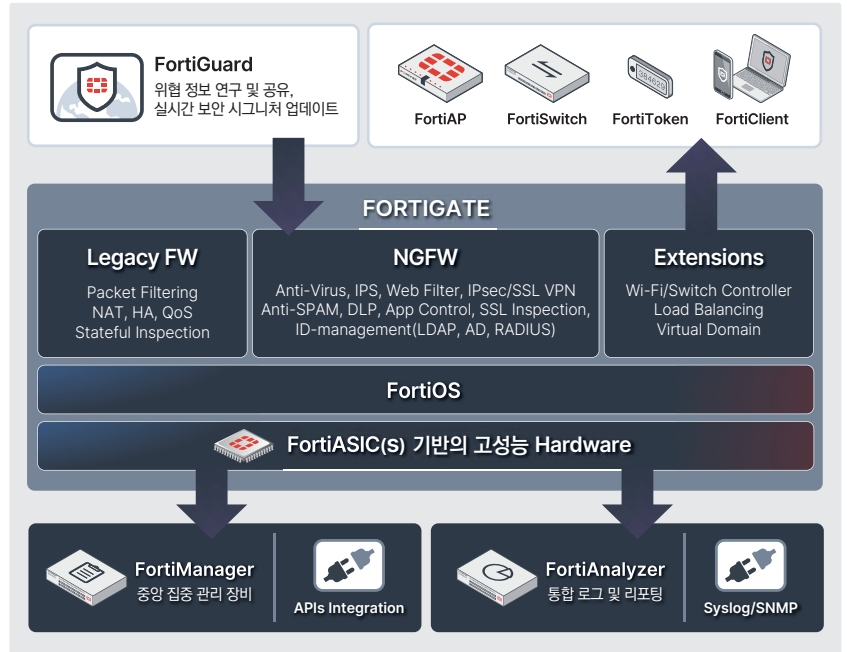 FortiGuard
위협 정보 연구 및 공유,
실시간 보안 시그니처 업데이트
FortiAP
FortiSwitch
FortiToken
FortiClient
FORTIGATE
Legacy FW
Packet Filtering
NAT, HA, QoS
Stateful Inspection
NGFW
Anti-Virus, IPS, Web Filter, IPsec/SSL VPN
Anti-SPAM, DLP, App Control, SSL Inspection,
ID-management(LDAP, AD, RADIUS)
Extensions
Wi-Fi/Switch Controller
Load Balancing
Virtual Domain
FortiOS
FortiASIC(s) 기반의 고성능 Hardware
FortiManager
중앙 집중 관리 장비
APIs Integration
FortiAnalyzer
통합 로그 및 리포팅
Syslog/SNMP